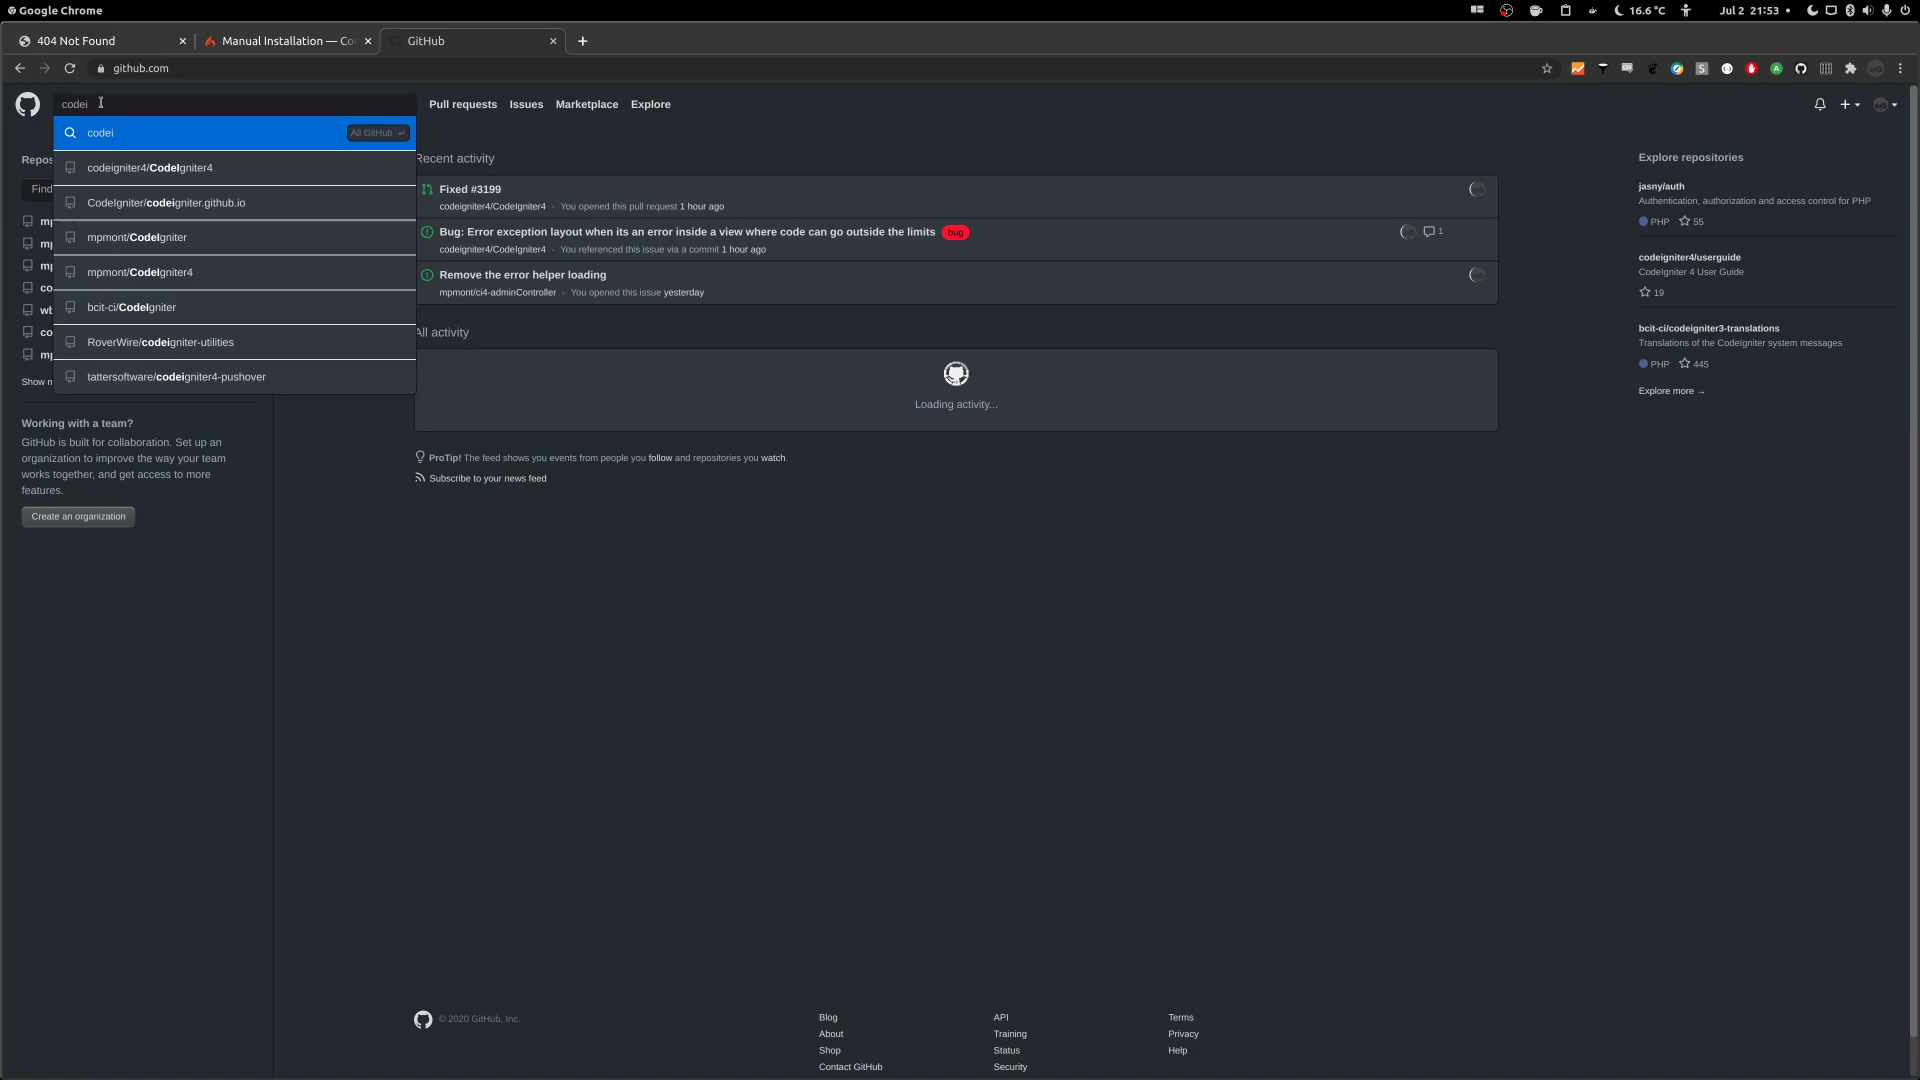 Google Chrome
16.6 °C
Jul 2 21:53
404 Not Found
Manual Installation — Co
GitHub
github.com
codei
Pull requests
Issues
Marketplace
Explore
codei
All GitHub ↵
codeigniter4/CodeIgniter4
CodeIgniter/codeigniter.github.io
mpmont/CodeIgniter
mpmont/CodeIgniter4
bcit-ci/CodeIgniter
RoverWire/codeigniter-utilities
tattersoftware/codeigniter4-pushover
Repos
Find
mp
mp
mp
co
wb
co
mp
Show m
Working with a team?
GitHub is built for collaboration. Set up an
organization to improve the way your team
works together, and get access to more
features.
Create an organization
Recent activity
Fixed #3199
codeigniter4/CodeIgniter4 · You opened this pull request 1 hour ago
Bug: Error exception layout when its an error inside a view where code can go outside the limits bug
1
codeigniter4/CodeIgniter4 · You referenced this issue via a commit 1 hour ago
Remove the error helper loading
mpmont/ci4-adminController · You opened this issue yesterday
All activity
Loading activity...
ProTip! The feed shows you events from people you follow and repositories you watch.
Subscribe to your news feed
Explore repositories
jasny/auth
Authentication, authorization and access control for PHP
PHP 55
codeigniter4/userguide
CodeIgniter 4 User Guide
19
bcit-ci/codeigniter3-translations
Translations of the CodeIgniter system messages
PHP 445
Explore more →
© 2020 GitHub, Inc.
Blog
About
Shop
Contact GitHub
API
Training
Status
Security
Terms
Privacy
Help